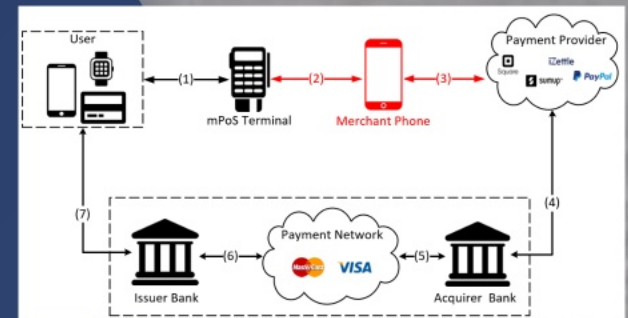 User
Payment Provider
Square
iZettle
sumup
PayPal
(1)
(2)
(3)
mPoS Terminal
Merchant Phone
(4)
(7)
Payment Network
(6)
(5)
MasterCard
VISA
Issuer Bank
Acquirer Bank